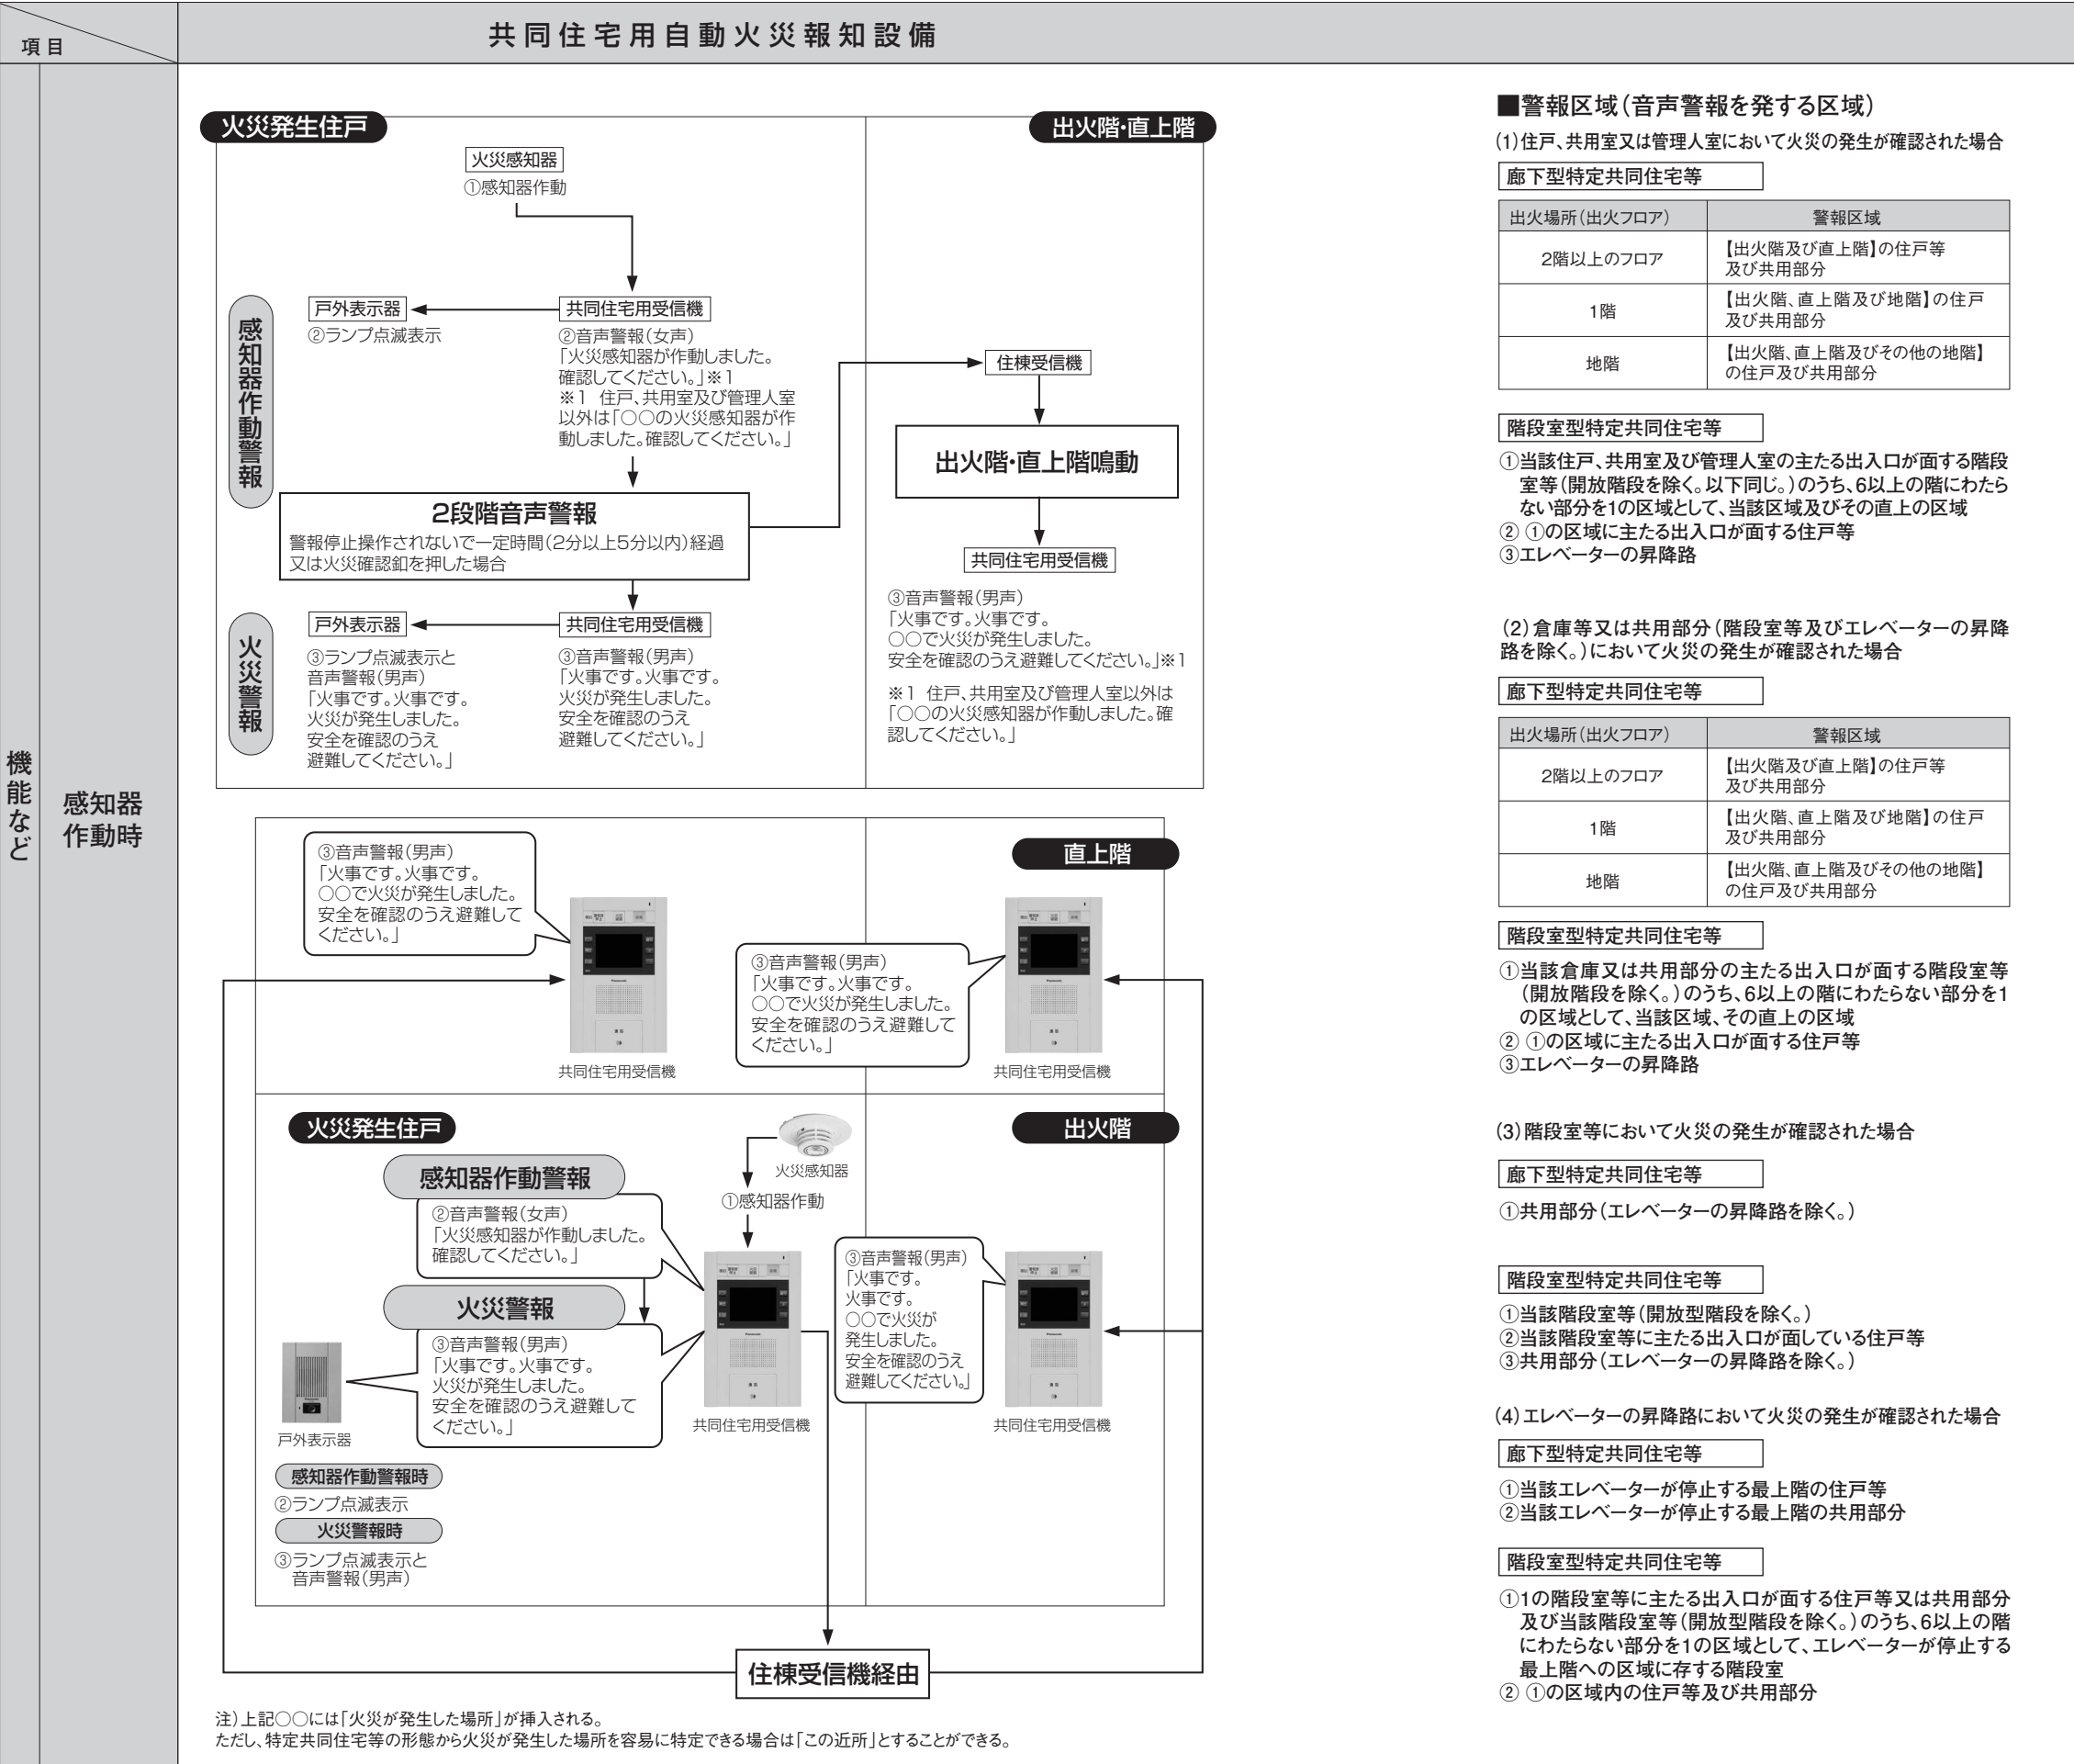 項目
共同住宅用自動火災報知設備
機能など
感知器
作動時
火災発生住戸
出火階・直上階
火災感知器
①感知器作動
感知器作動警報
戸外表示器
②ランプ点滅表示
共同住宅用受信機
②音声警報(女声)
「火災感知器が作動しました。
確認してください。」※1
※1 住戸、共用室及び管理人室
以外は「○○の火災感知器が作
動しました。確認してください。」
2段階音声警報
警報停止操作されないで一定時間(2分以上5分以内)経過
又は火災確認釦を押した場合
火災警報
戸外表示器
③ランプ点滅表示と
音声警報(男声)
「火事です。火事です。
火災が発生しました。
安全を確認のうえ
避難してください。」
共同住宅用受信機
③音声警報(男声)
「火事です。火事です。
火災が発生しました。
安全を確認のうえ
避難してください。」
住棟受信機
出火階・直上階鳴動
共同住宅用受信機
③音声警報(男声)
「火事です。火事です。
○○で火災が発生しました。
安全を確認のうえ避難してください。」※1
※1 住戸、共用室及び管理人室以外は
「○○の火災感知器が作動しました。確
認してください。」
③音声警報(男声)
「火事です。火事です。
○○で火災が発生しました。
安全を確認のうえ避難して
ください。」
共同住宅用受信機
直上階
③音声警報(男声)
「火事です。火事です。
○○で火災が発生しました。
安全を確認のうえ避難して
ください。」
共同住宅用受信機
火災発生住戸
出火階
火災感知器
①感知器作動
感知器作動警報
②音声警報(女声)
「火災感知器が作動しました。
確認してください。」
火災警報
③音声警報(男声)
「火事です。火事です。
火災が発生しました。
安全を確認のうえ避難して
ください。」
共同住宅用受信機
③音声警報(男声)
「火事です。
火事です。
○○で火災が
発生しました。
安全を確認のうえ
避難してください。」
共同住宅用受信機
戸外表示器
感知器作動警報時
②ランプ点滅表示
火災警報時
③ランプ点滅表示と
音声警報(男声)
住棟受信機経由
注)上記○○には「火災が発生した場所」が挿入される。
ただし、特定共同住宅等の形態から火災が発生した場所を容易に特定できる場合は「この近所」とすることができる。
■警報区域(音声警報を発する区域)
(1)住戸、共用室又は管理人室において火災の発生が確認された場合
廊下型特定共同住宅等
出火場所(出火フロア) 警報区域
2階以上のフロア 【出火階及び直上階】の住戸等
及び共用部分
1階 【出火階、直上階及び地階】の住戸
及び共用部分
地階 【出火階、直上階及びその他の地階】
の住戸及び共用部分
階段室型特定共同住宅等
①当該住戸、共用室及び管理人室の主たる出入口が面する階段
室等(開放階段を除く。以下同じ。)のうち、6以上の階にわたら
ない部分を1の区域として、当該区域及びその直上の区域
② ①の区域に主たる出入口が面する住戸等
③エレベーターの昇降路
(2)倉庫等又は共用部分(階段室等及びエレベーターの昇降
路を除く。)において火災の発生が確認された場合
廊下型特定共同住宅等
出火場所(出火フロア) 警報区域
2階以上のフロア 【出火階及び直上階】の住戸等
及び共用部分
1階 【出火階、直上階及び地階】の住戸
及び共用部分
地階 【出火階、直上階及びその他の地階】
の住戸及び共用部分
階段室型特定共同住宅等
①当該倉庫又は共用部分の主たる出入口が面する階段室等
(開放階段を除く。)のうち、6以上の階にわたらない部分を1
の区域として、当該区域、その直上の区域
② ①の区域に主たる出入口が面する住戸等
③エレベーターの昇降路
(3)階段室等において火災の発生が確認された場合
廊下型特定共同住宅等
①共用部分(エレベーターの昇降路を除く。)
階段室型特定共同住宅等
①当該階段室等(開放型階段を除く。)
②当該階段室等に主たる出入口が面している住戸等
③共用部分(エレベーターの昇降路を除く。)
(4)エレベーターの昇降路において火災の発生が確認された場合
廊下型特定共同住宅等
①当該エレベーターが停止する最上階の住戸等
②当該エレベーターが停止する最上階の共用部分
階段室型特定共同住宅等
①1の階段室等に主たる出入口が面する住戸等又は共用部分
及び当該階段室等(開放型階段を除く。)のうち、6以上の階
にわたらない部分を1の区域として、エレベーターが停止する
最上階への区域に存する階段室
② ①の区域内の住戸等及び共用部分